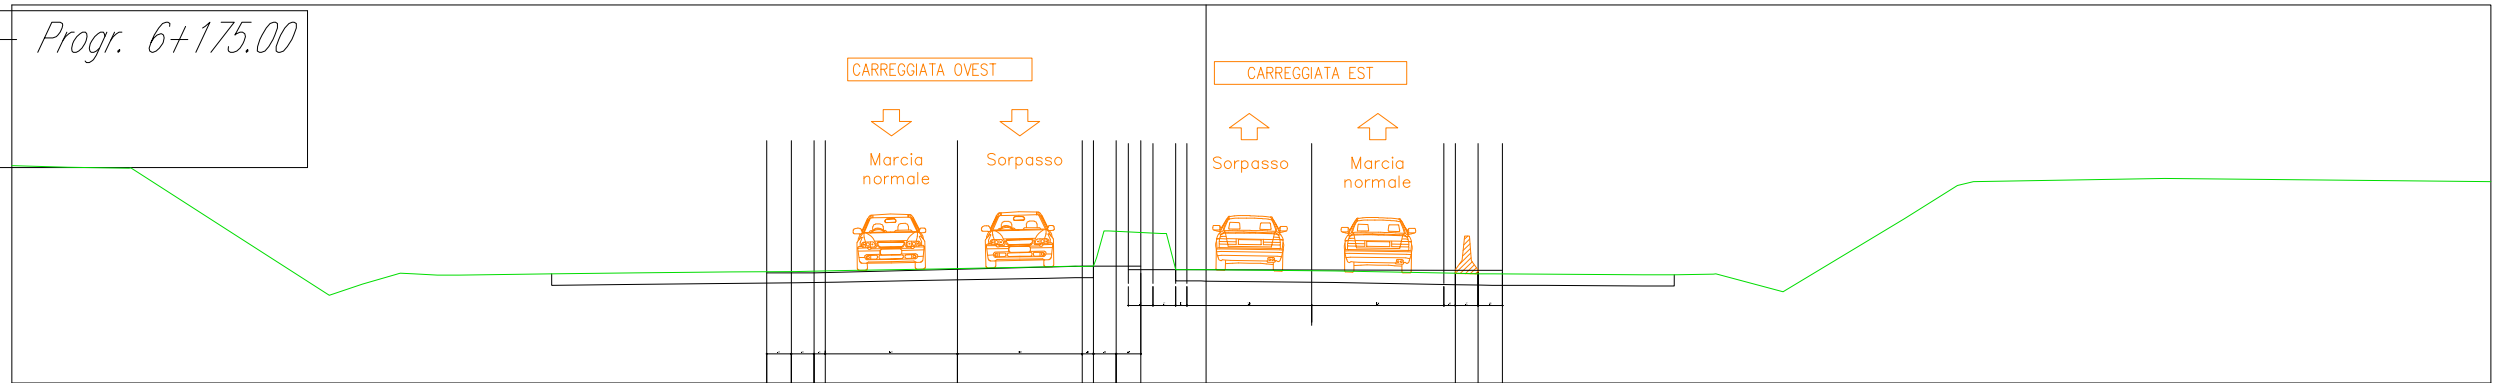 Progr. 6+175.00
CARREGGIATA OVEST
CARREGGIATA EST
Marcia
normale
Sorpasso
Sorpasso
Marcia
normale